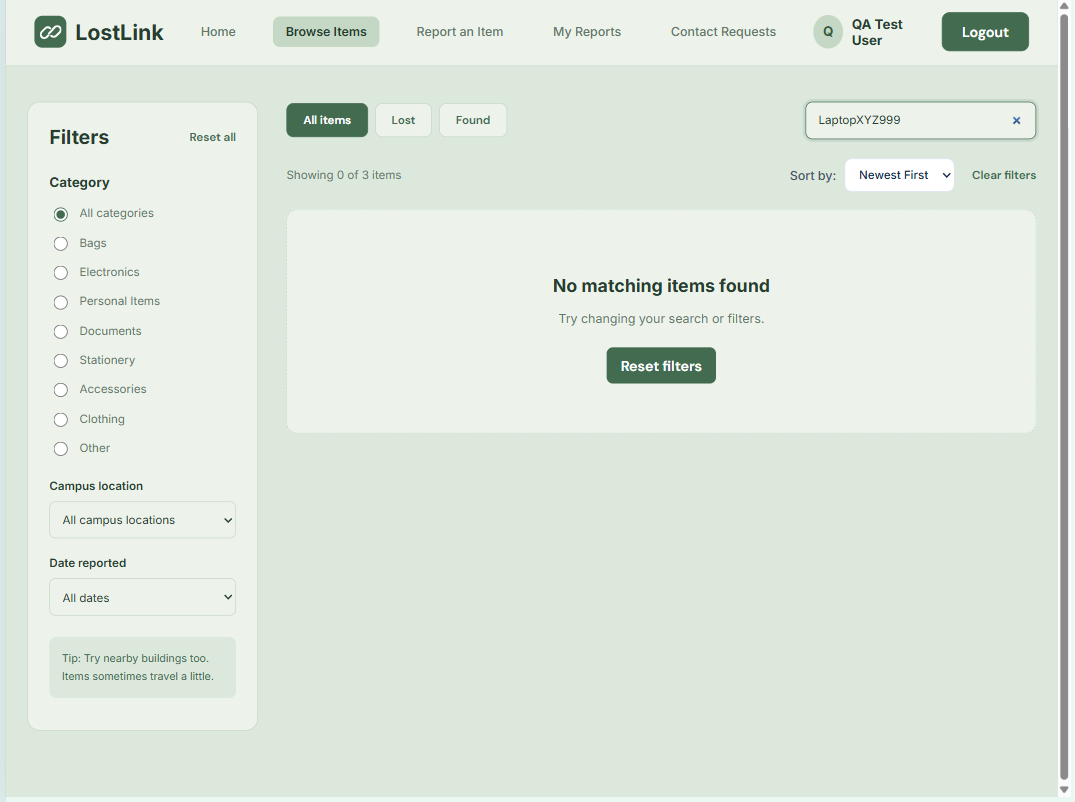 LostLink
Home
Browse Items
Report an Item
My Reports
Contact Requests
Q
QA Test
User
Logout
Filters
Reset all
Category
All categories
Bags
Electronics
Personal Items
Documents
Stationery
Accessories
Clothing
Other
Campus location
All campus locations
Date reported
All dates
Tip: Try nearby buildings too.
Items sometimes travel a little.
All items
Lost
Found
LaptopXYZ999
Showing 0 of 3 items
Sort by:
Newest First
Clear filters
No matching items found
Try changing your search or filters.
Reset filters